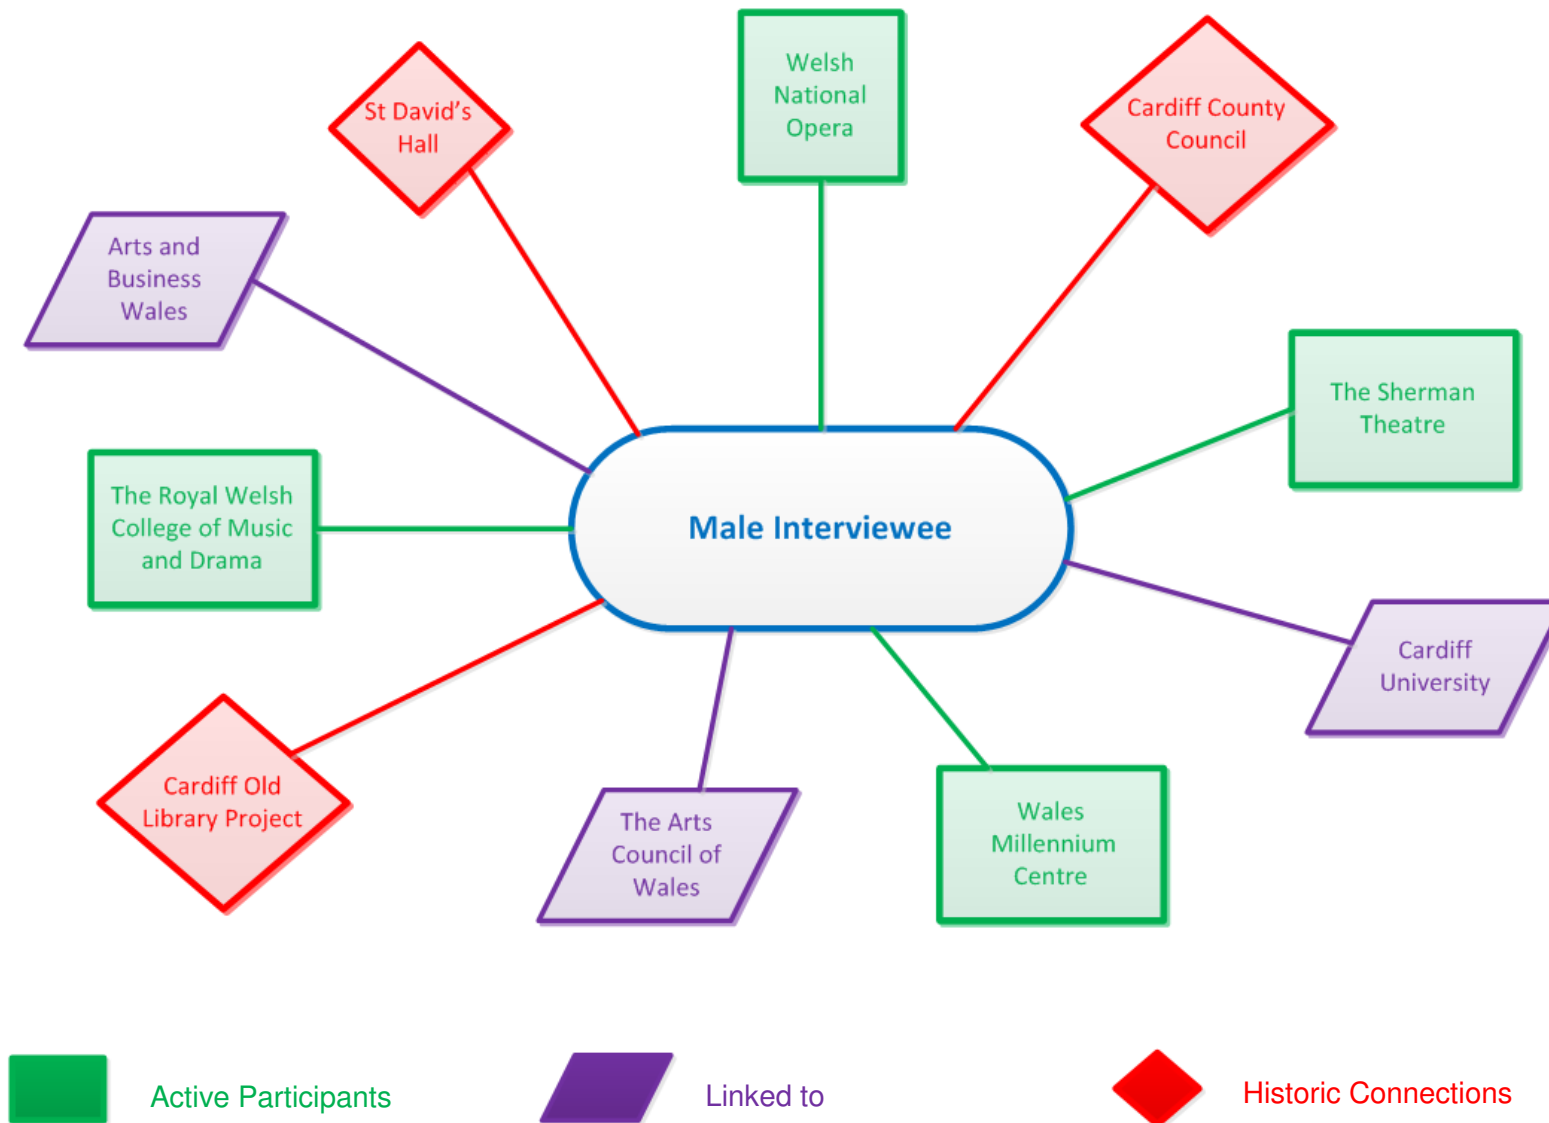 Welsh
National
Opera
St David's
Hall
Cardiff County
Council
Arts and
Business
Wales
The Sherman
Theatre
The Royal Welsh
College of Music
and Drama
Male Interviewee
Cardiff
University
Cardiff Old
Library Project
The Arts
Council of
Wales
Wales
Millennium
Centre
Active Participants
Linked to
Historic Connections